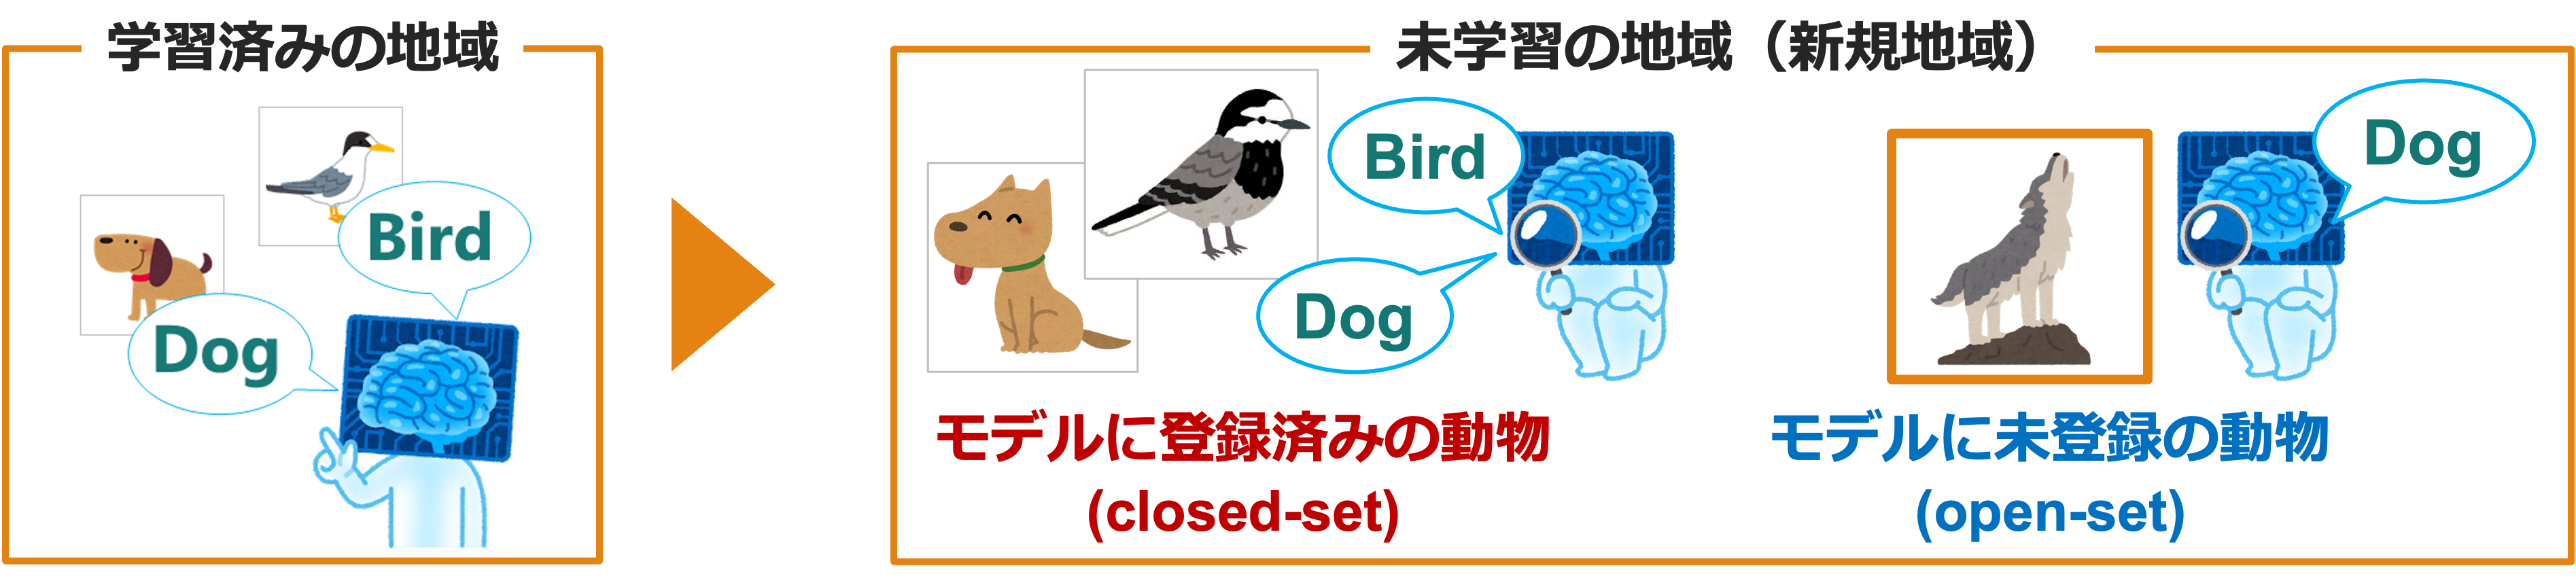 学習済みの地域
Bird
Dog
未学習の地域（新規地域）
Bird
Dog
モデルに登録済みの動物
(closed-set)
Dog
モデルに未登録の動物
(open-set)